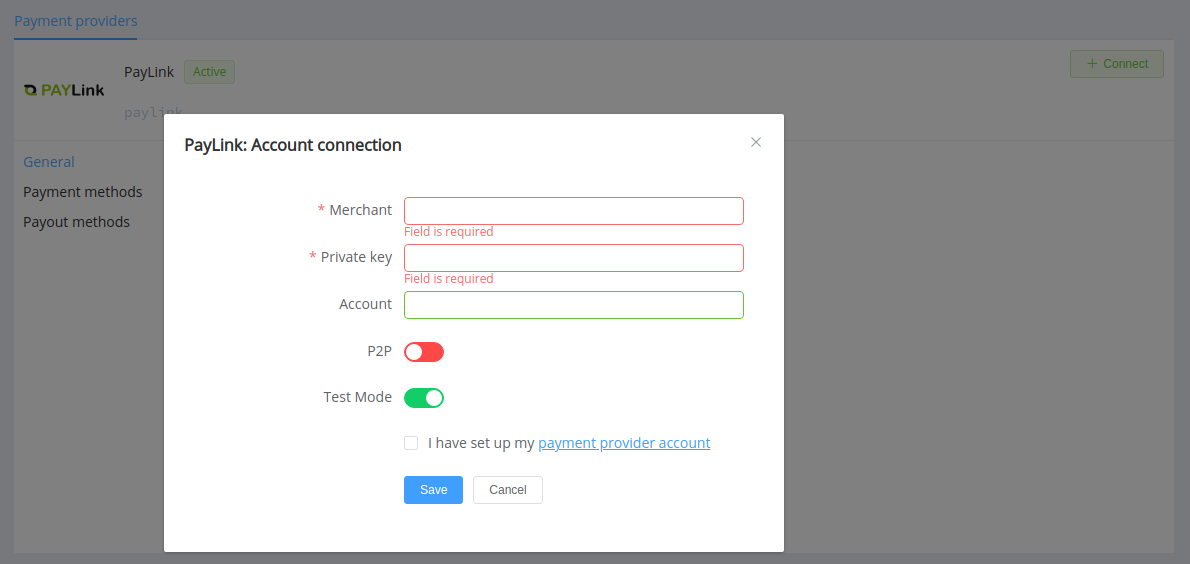 Payment providers
PayLink Active
+ Connect
PAYLink
paylink
General
Payment methods
Payout methods
PayLink: Account connection
* Merchant
Field is required
* Private key
Field is required
Account
P2P
Test Mode
I have set up my payment provider account
Save Cancel